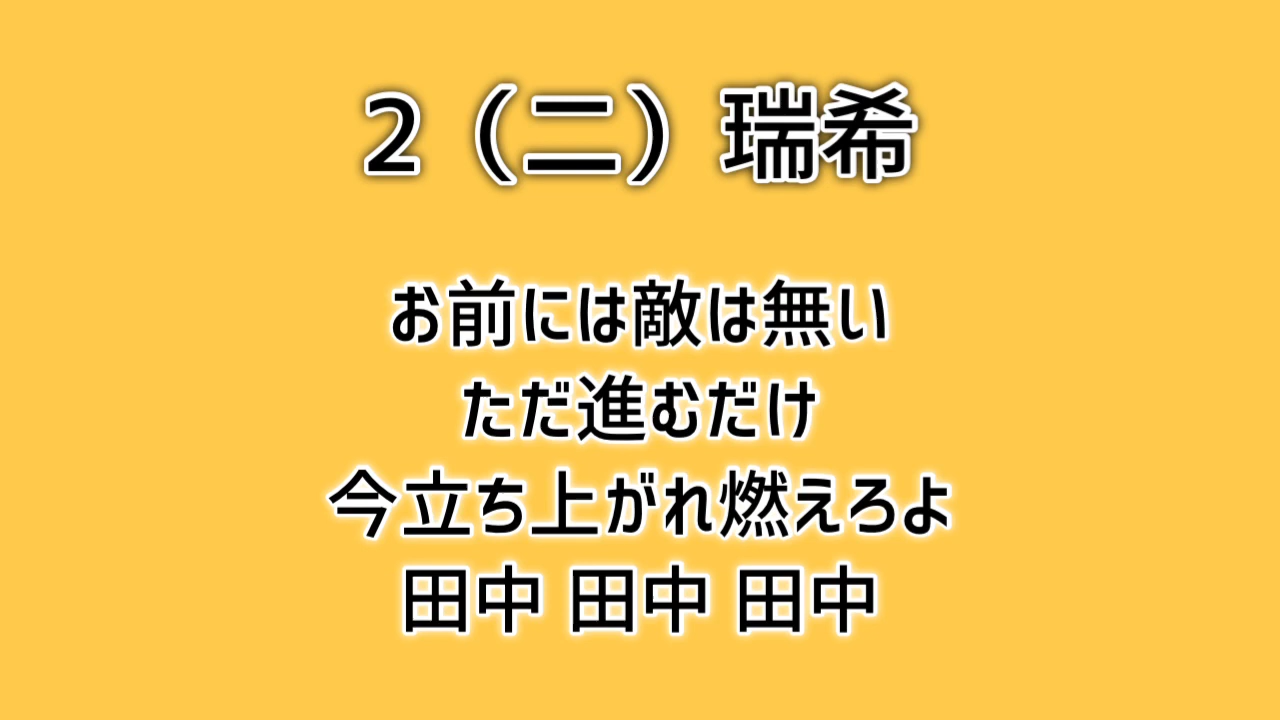 2（二）瑞希
お前には敵は無い
ただ進むだけ
今立ち上がれ燃えろよ
田中 田中 田中